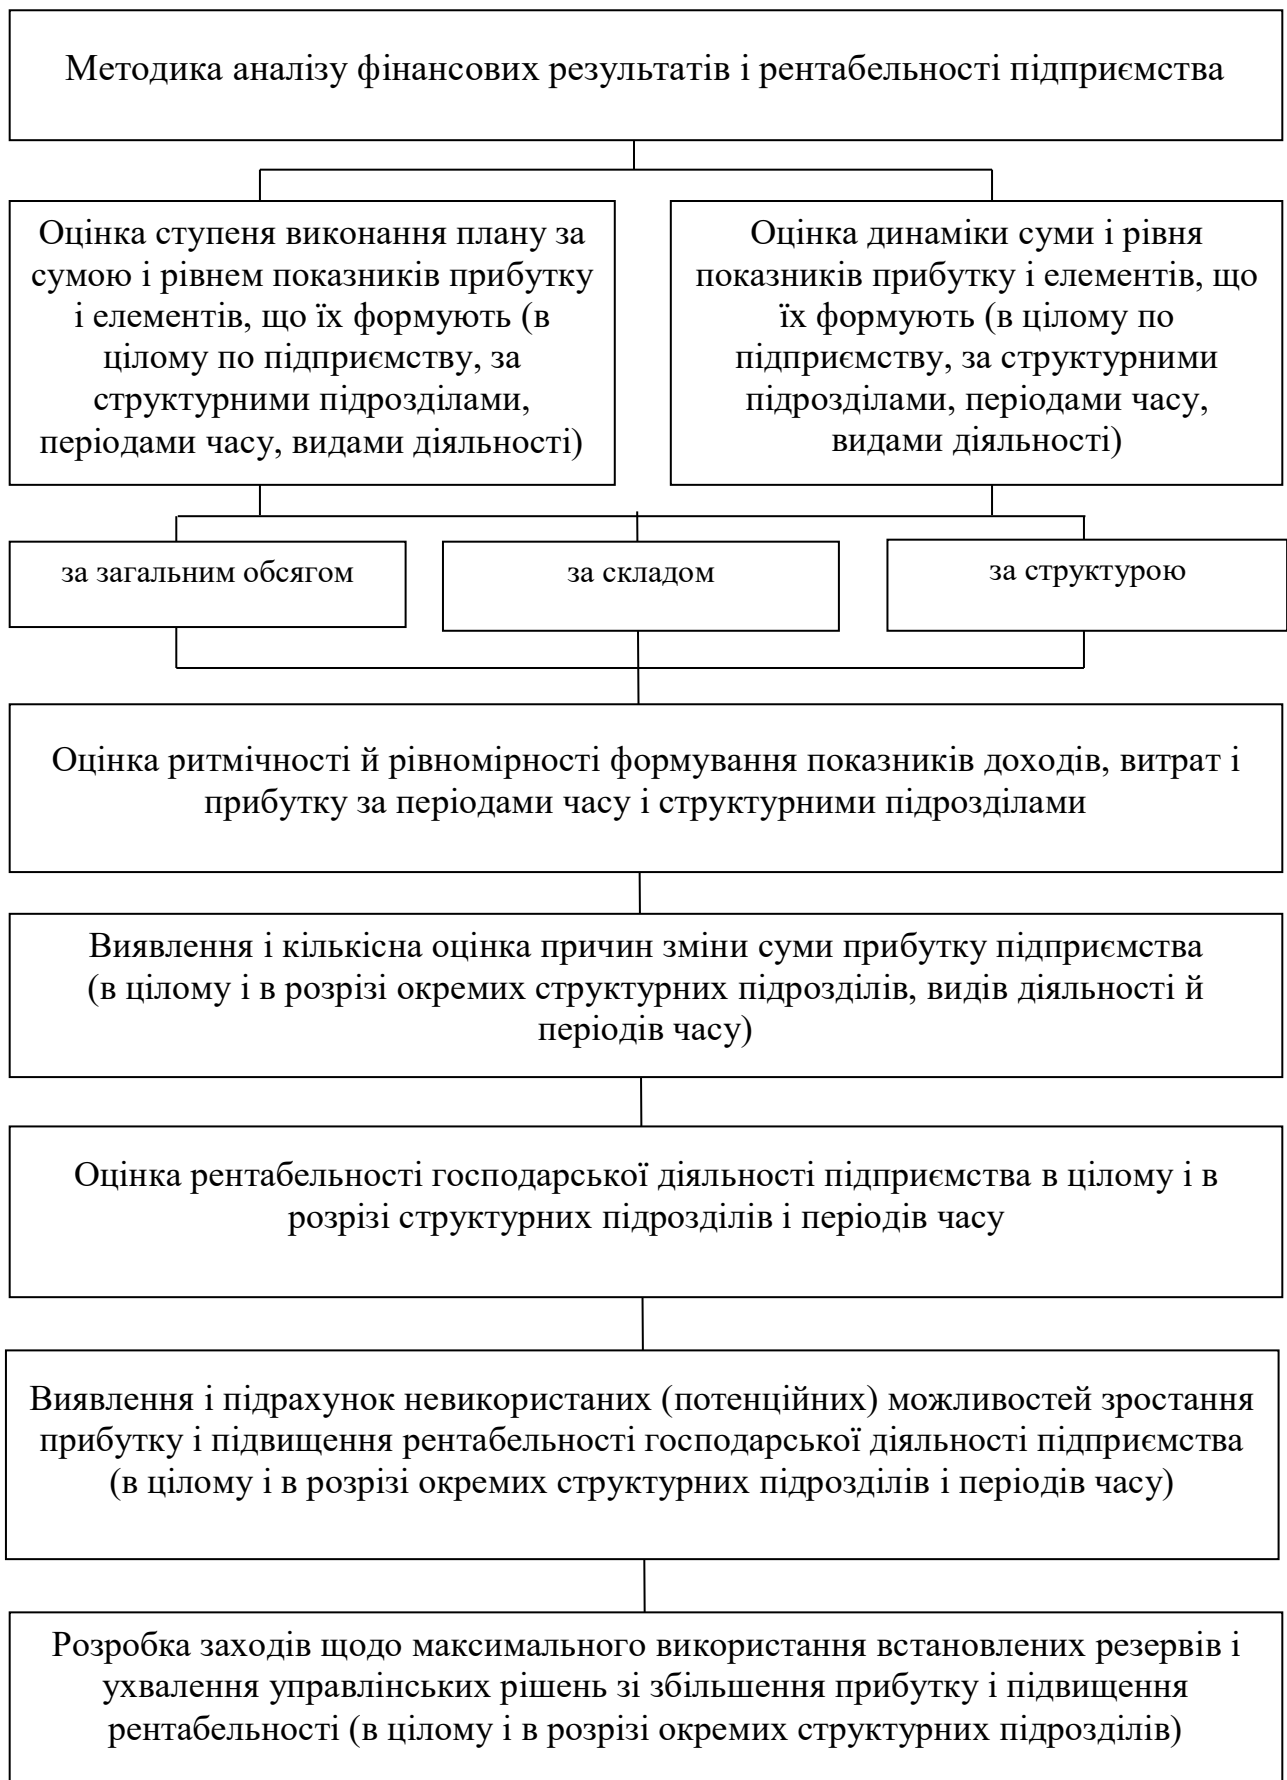 Методика аналізу фінансових результатів і рентабельності підприємства
Оцінка ступеня виконання плану за
сумою і рівнем показників прибутку
і елементів, що їх формують (в
цілому по підприємству, за
структурними підрозділами,
періодами часу, видами діяльності)
Оцінка динаміки суми і рівня
показників прибутку і елементів, що
їх формують (в цілому по
підприємству, за структурними
підрозділами, періодами часу,
видами діяльності)
за загальним обсягом
за складом
за структурою
Оцінка ритмічності й рівномірності формування показників доходів, витрат і
прибутку за періодами часу і структурними підрозділами
Виявлення і кількісна оцінка причин зміни суми прибутку підприємства
(в цілому і в розрізі окремих структурних підрозділів, видів діяльності й
періодів часу)
Оцінка рентабельності господарської діяльності підприємства в цілому і в
розрізі структурних підрозділів і періодів часу
Виявлення і підрахунок невикористаних (потенційних) можливостей зростання
прибутку і підвищення рентабельності господарської діяльності підприємства
(в цілому і в розрізі окремих структурних підрозділів і періодів часу)
Розробка заходів щодо максимального використання встановлених резервів і
ухвалення управлінських рішень зі збільшення прибутку і підвищення
рентабельності (в цілому і в розрізі окремих структурних підрозділів)